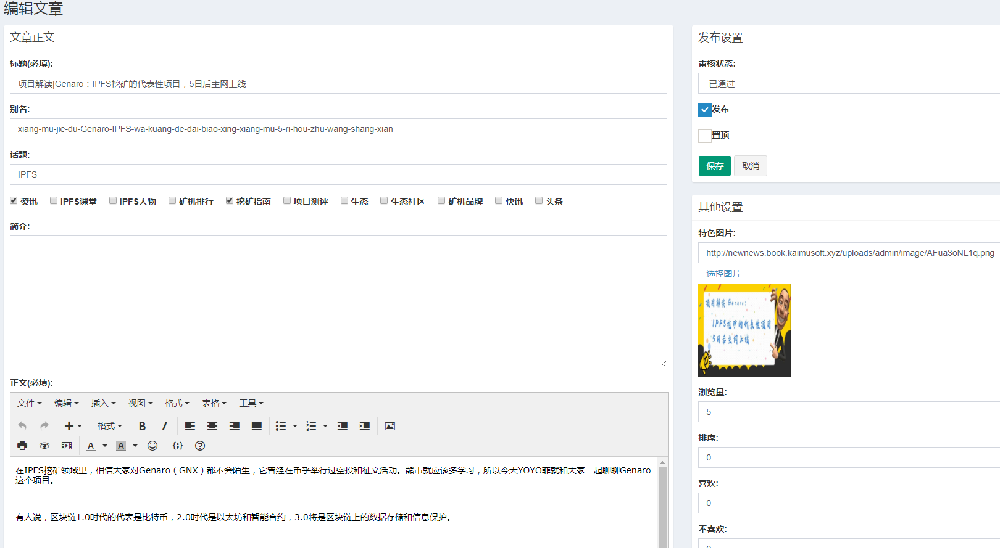 编辑文章
文章正文
标题(必填):
项目解读|Genaro：IPFS挖矿的代表性项目，5日后主网上线
别名:
xiang-mu-jie-du-Genaro-IPFS-wa-kuang-de-dai-biao-xing-xiang-mu-5-ri-hou-zhu-wang-shang-xian
话题:
IPFS
资讯 IPFS课堂 IPFS人物 矿机排行 挖矿指南 项目测评 生态 生态社区 矿机品牌 快讯 头条
简介:
正文(必填):
文件 编辑 插入 视图 格式 表格 工具
格式 B I
A A
在IPFS挖矿领域里，相信大家对Genaro（GNX）都不会陌生，它曾经在币乎举行过空投和征文活动。熊市就应该多学习，所以今天YOYO菲就和大家一起聊聊Genaro
这个项目。
有人说，区块链1.0时代的代表是比特币，2.0时代是以太坊和智能合约，3.0将是区块链上的数据存储和信息保护。
发布设置
审核状态:
已通过
发布
置顶
保存 取消
其他设置
特色图片:
http://newnews.book.kaimusoft.xyz/uploads/admin/image/AFua3oNL1q.png
选择图片
项目解读|Genaro：
IPFS挖矿的代表性项目
5日后主网上线
浏览量:
5
排序:
0
喜欢:
0
不喜欢: